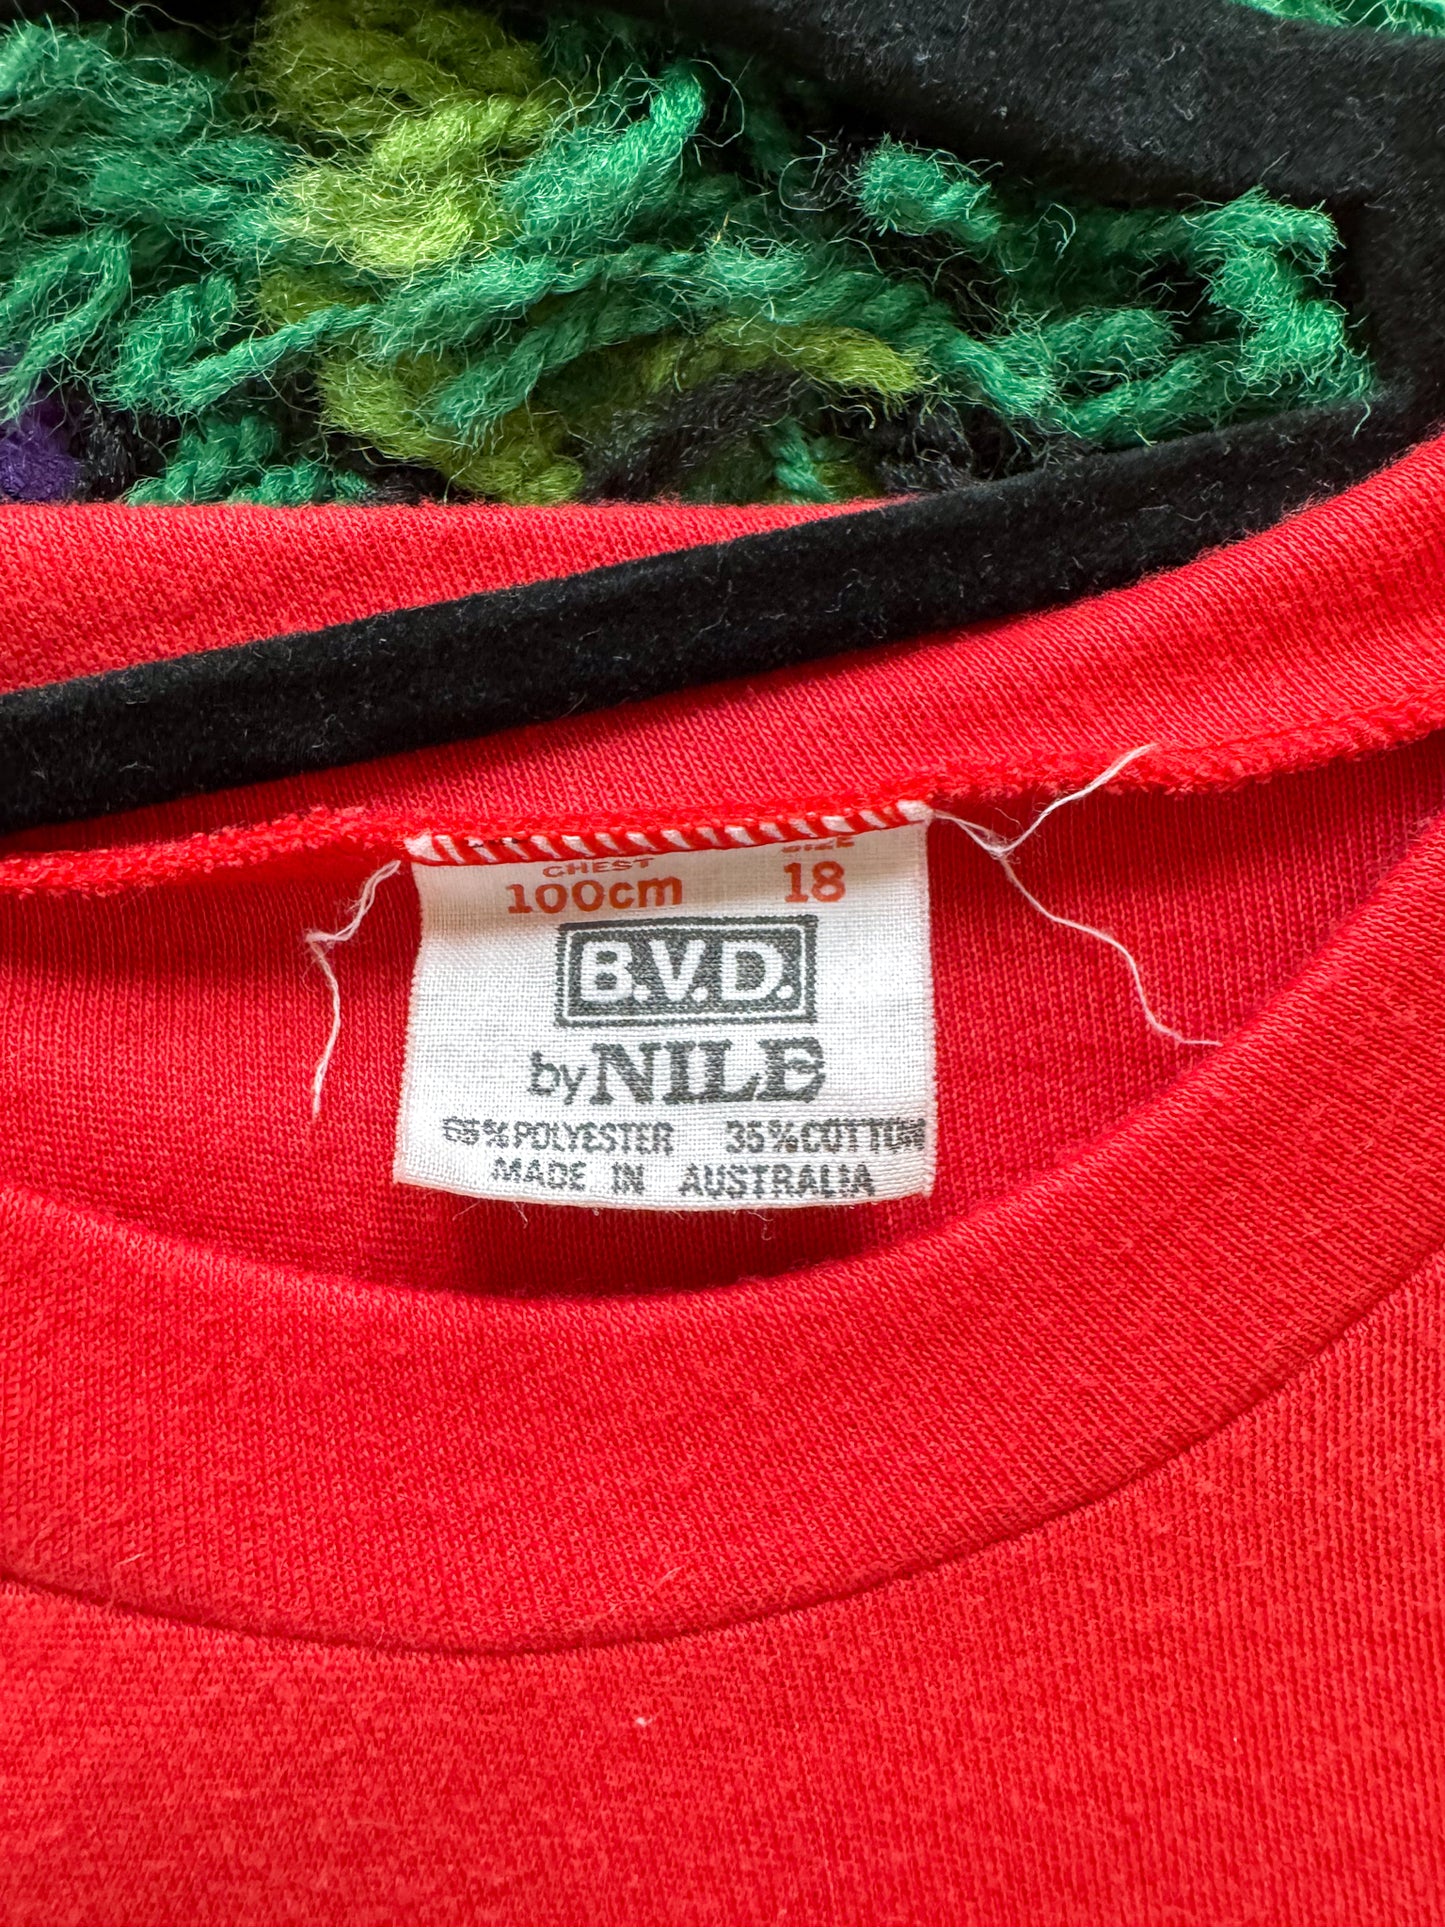 CHEST SIZE
100cm 18
B.V.D.
by NILE
65% POLYESTER 35% COTTON
MADE IN AUSTRALIA